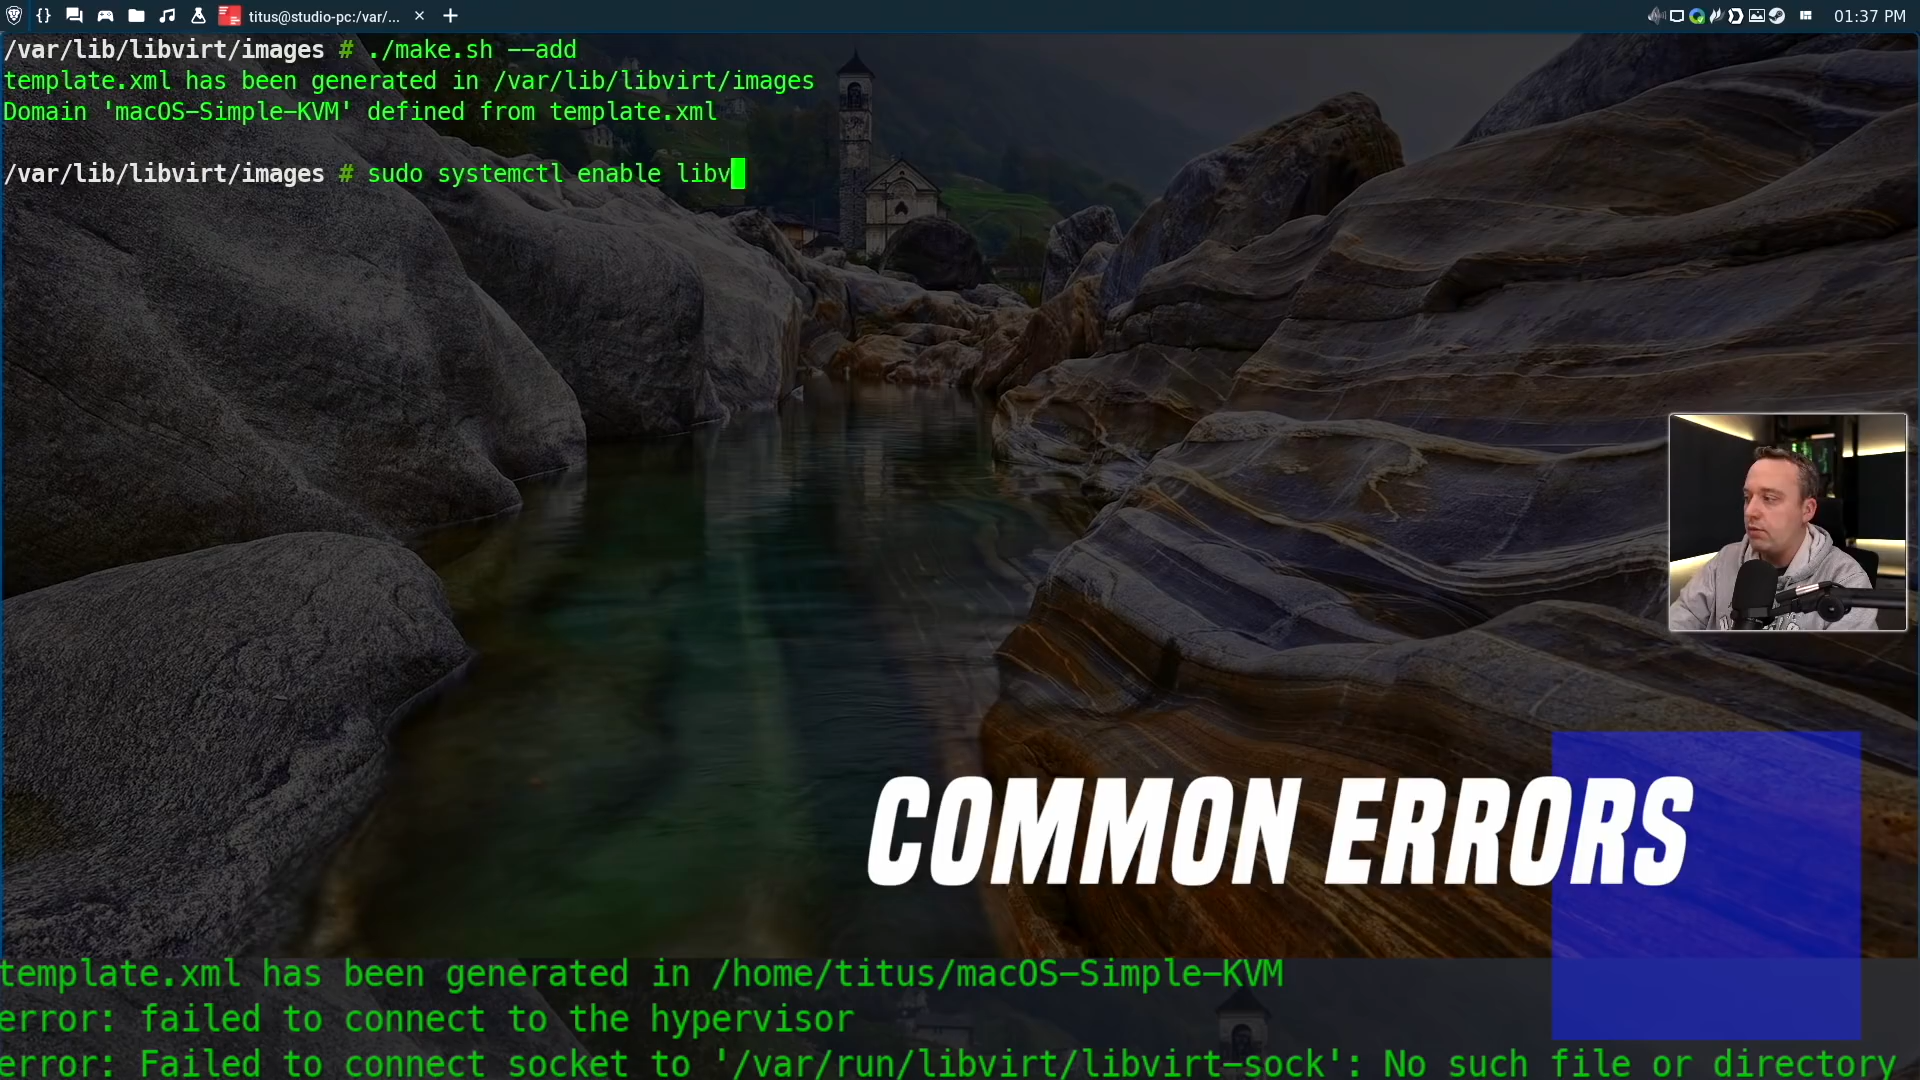 titus@studio-pc:/var/...
01:37 PM
/var/lib/libvirt/images # ./make.sh --add
template.xml has been generated in /var/lib/libvirt/images
Domain 'macOS-Simple-KVM' defined from template.xml
/var/lib/libvirt/images # sudo systemctl enable libv
COMMON ERRORS
template.xml has been generated in /home/titus/macOS-Simple-KVM
error: failed to connect to the hypervisor
error: Failed to connect socket to '/var/run/libvirt/libvirt-sock': No such file or directory